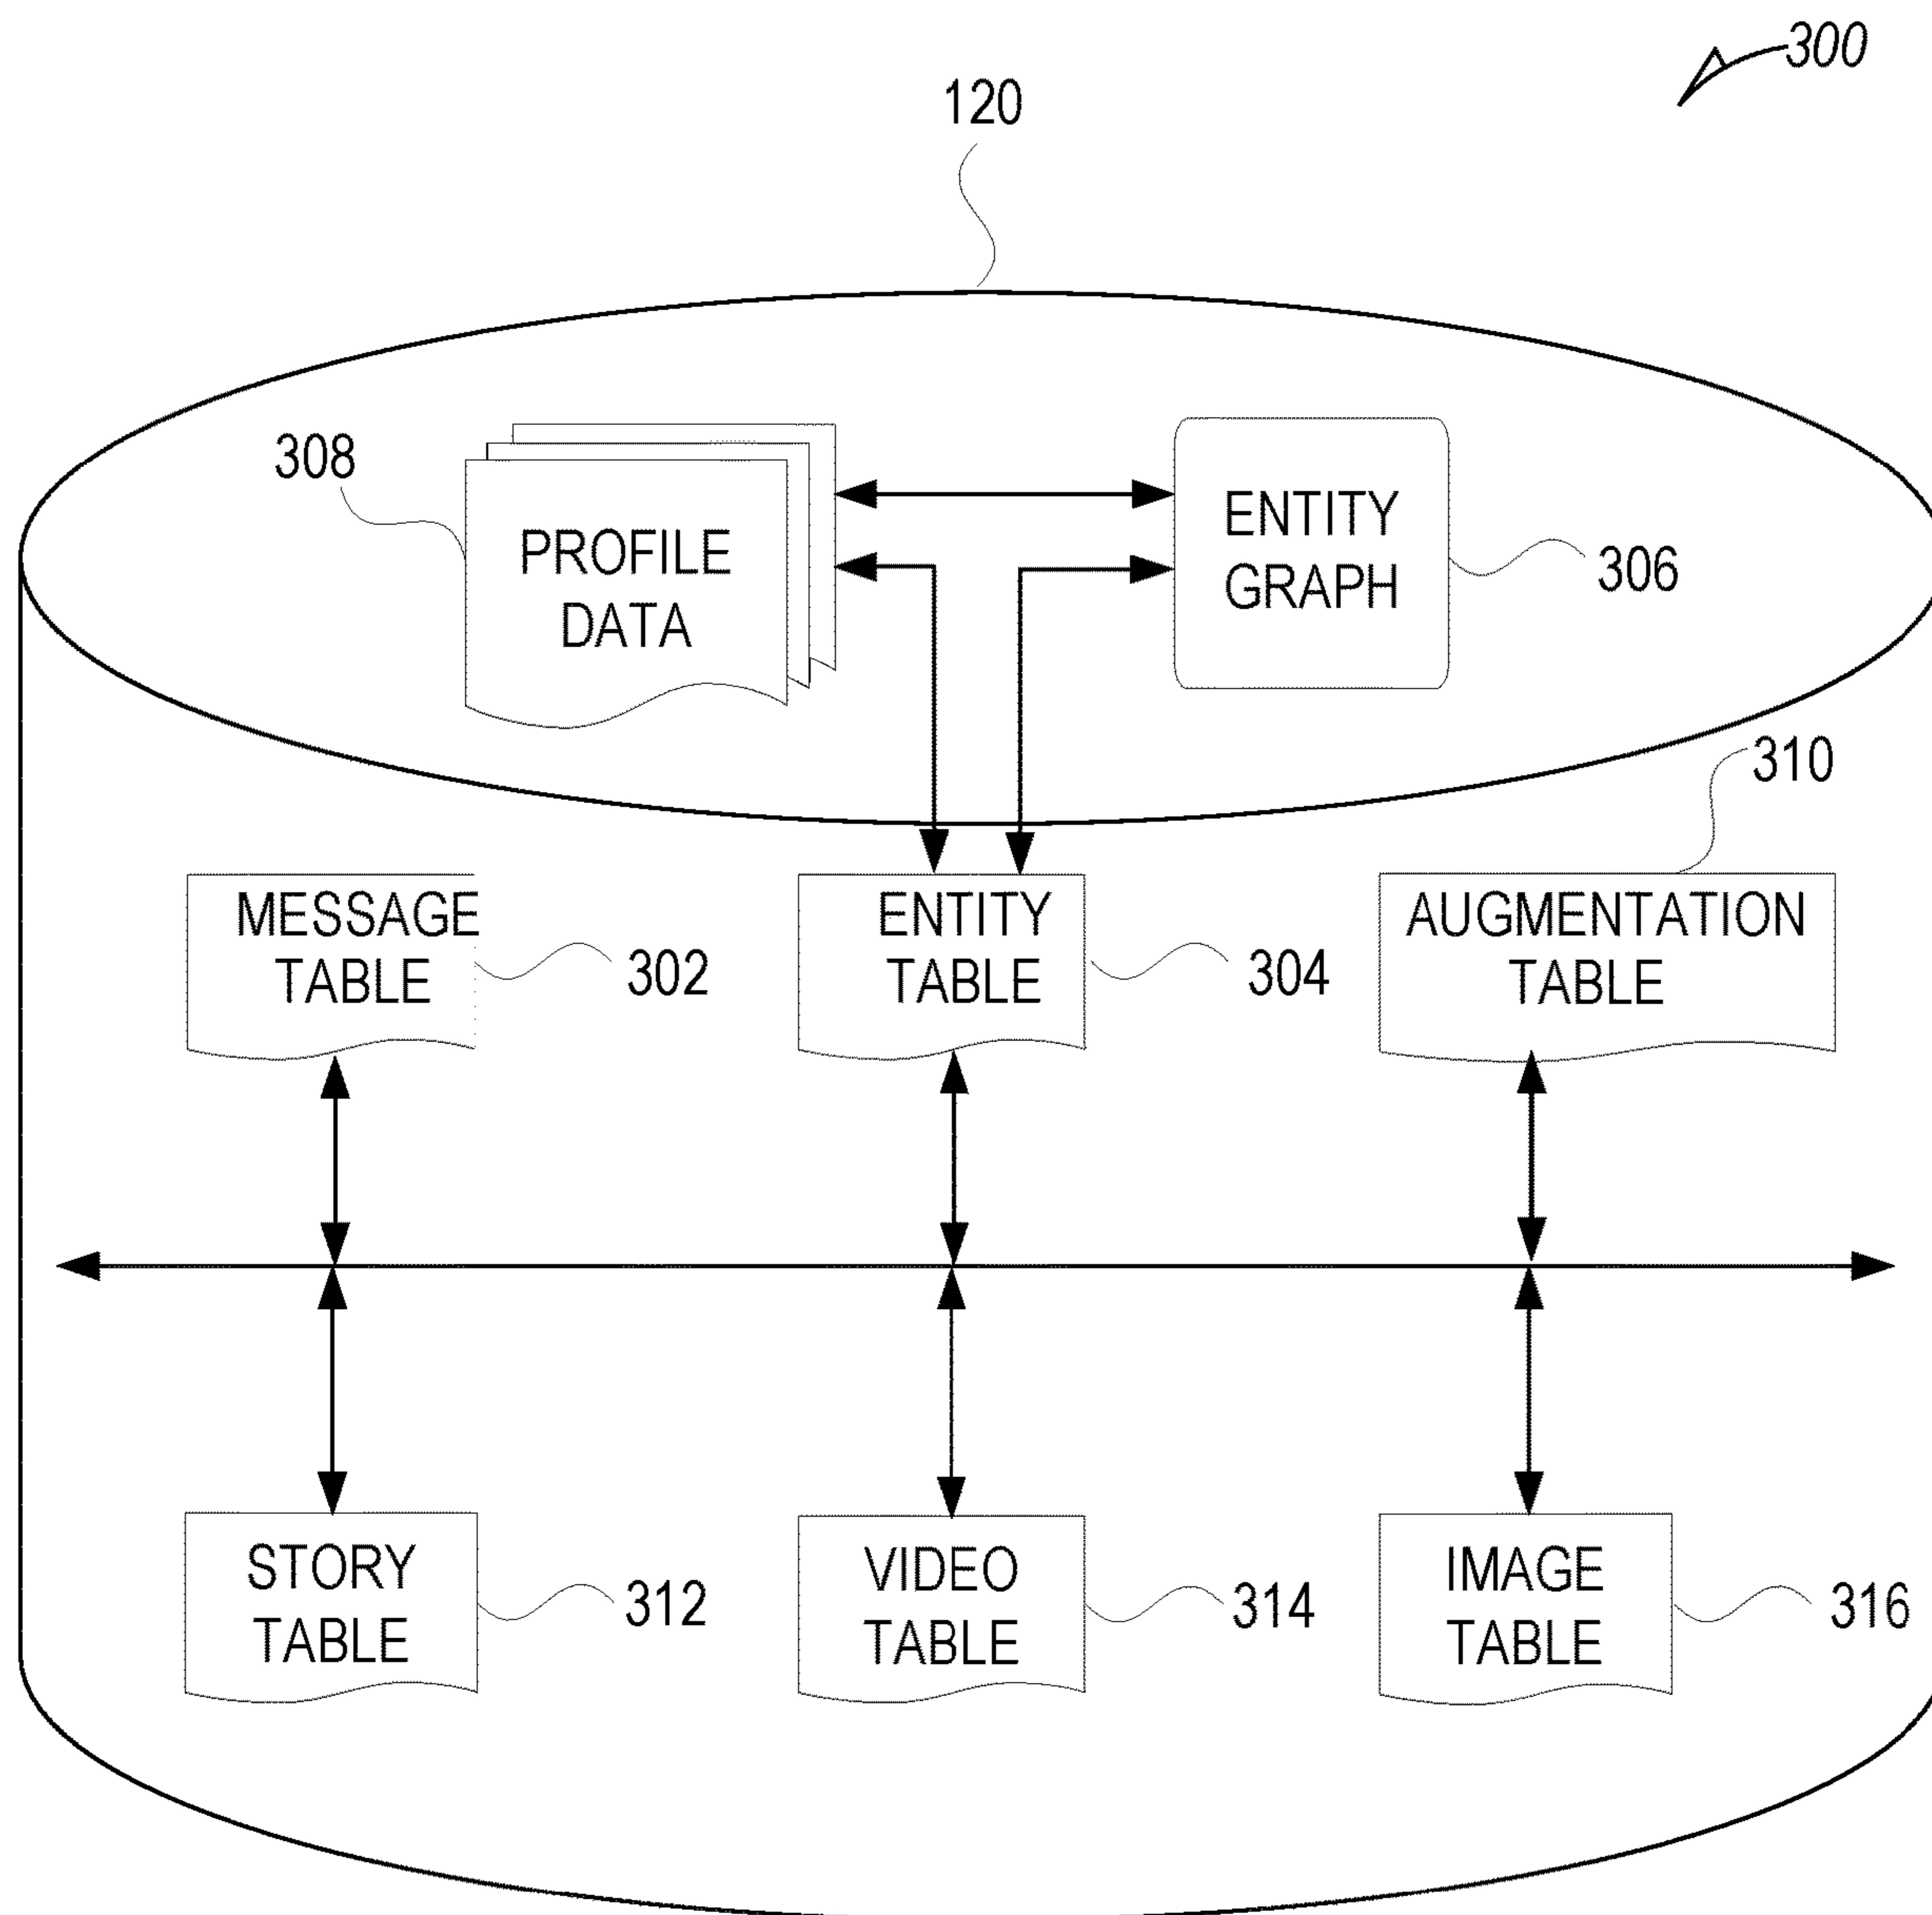 300
120
308
PROFILE
DATA
ENTITY
GRAPH
306
310
MESSAGE
TABLE
302
ENTITY
TABLE
304
AUGMENTATION
TABLE
STORY
TABLE
312
VIDEO
TABLE
314
IMAGE
TABLE
316